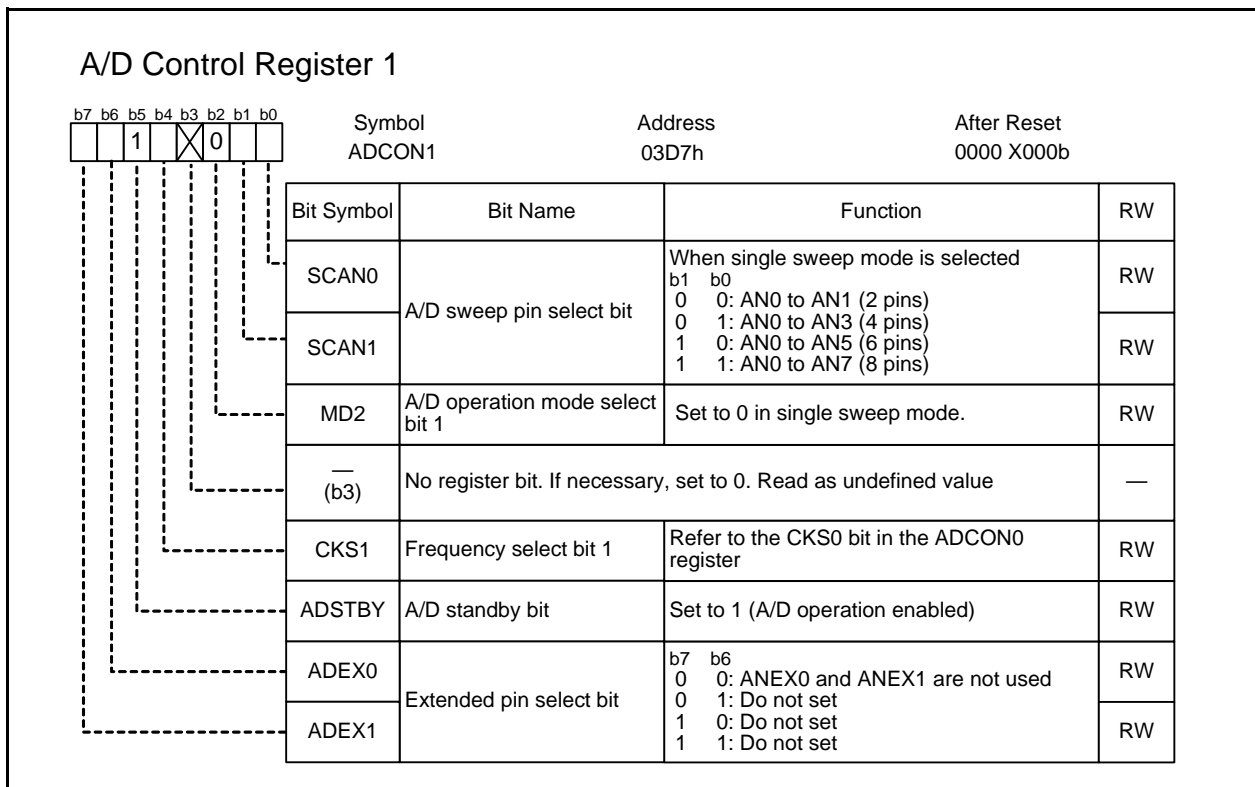 A/D Control Register 1
b7 b6 b5 b4 b3 b2 b1 b0
1 0
Symbol Address After Reset
ADCON1 03D7h 0000 X000b
Bit Symbol Bit Name Function RW
SCAN0 RW
SCAN1 RW
A/D sweep pin select bit
When single sweep mode is selected
b1 b0
0 0: AN0 to AN1 (2 pins)
0 1: AN0 to AN3 (4 pins)
1 0: AN0 to AN5 (6 pins)
1 1: AN0 to AN7 (8 pins)
MD2
A/D operation mode select
bit 1
Set to 0 in single sweep mode.
RW
—
(b3)
No register bit. If necessary, set to 0. Read as undefined value
—
CKS1
Frequency select bit 1
Refer to the CKS0 bit in the ADCON0
register
RW
ADSTBY A/D standby bit Set to 1 (A/D operation enabled) RW
ADEX0 RW
ADEX1 RW
Extended pin select bit
b7 b6
0 0: ANEX0 and ANEX1 are not used
0 1: Do not set
1 0: Do not set
1 1: Do not set